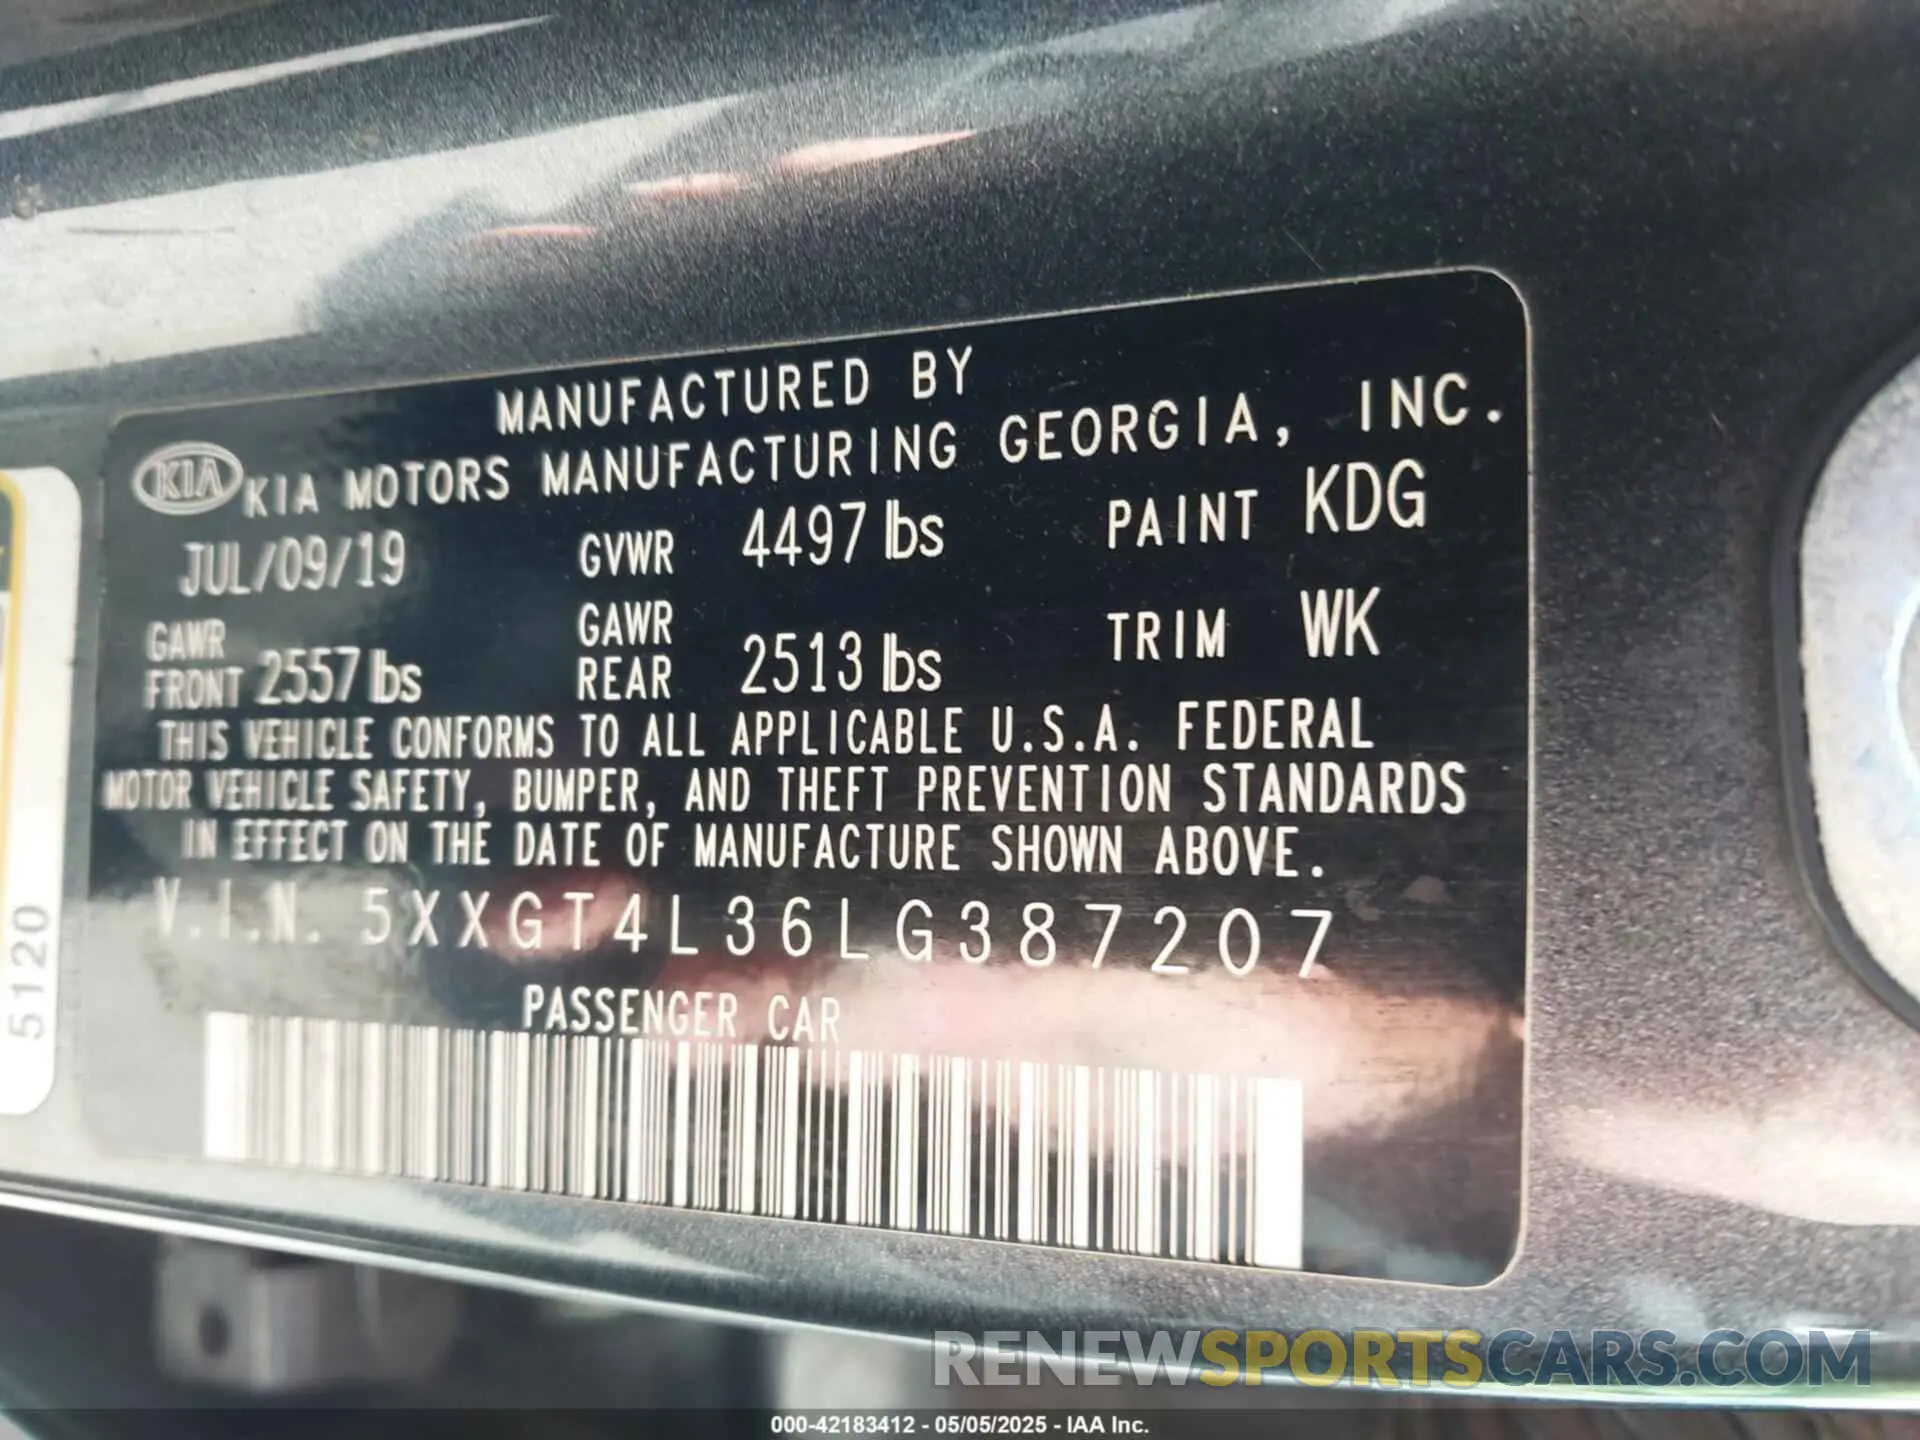 MANUFACTURED BY
KIA KIA MOTORS MANUFACTURING GEORGIA, INC.
JUL/09/19 GVWR 4497 lbs PAINT KDG
GAWR FRONT 2557 lbs GAWR REAR 2513 lbs TRIM WK
THIS VEHICLE CONFORMS TO ALL APPLICABLE U.S.A. FEDERAL
MOTOR VEHICLE SAFETY, BUMPER, AND THEFT PREVENTION STANDARDS
IN EFFECT ON THE DATE OF MANUFACTURE SHOWN ABOVE.
V.I.N. 5XXGT4L36LG387207
PASSENGER CAR
5120
RENEWSPORTSCARS.COM
000-42183412 - 05/05/2025 - IAA Inc.